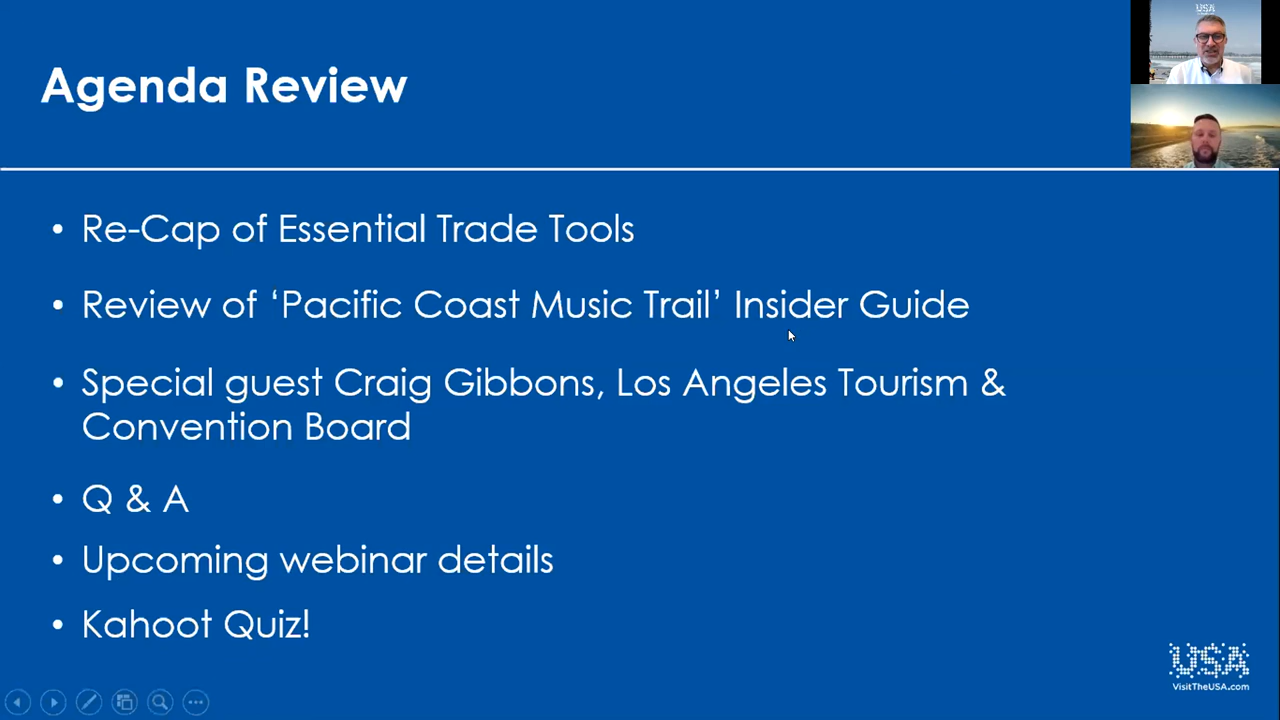 USA
Agenda Review
• Re-Cap of Essential Trade Tools
• Review of ‘Pacific Coast Music Trail’ Insider Guide
• Special guest Craig Gibbons, Los Angeles Tourism &
Convention Board
• Q & A
• Upcoming webinar details
• Kahoot Quiz!
USA
VisitTheUSA.com